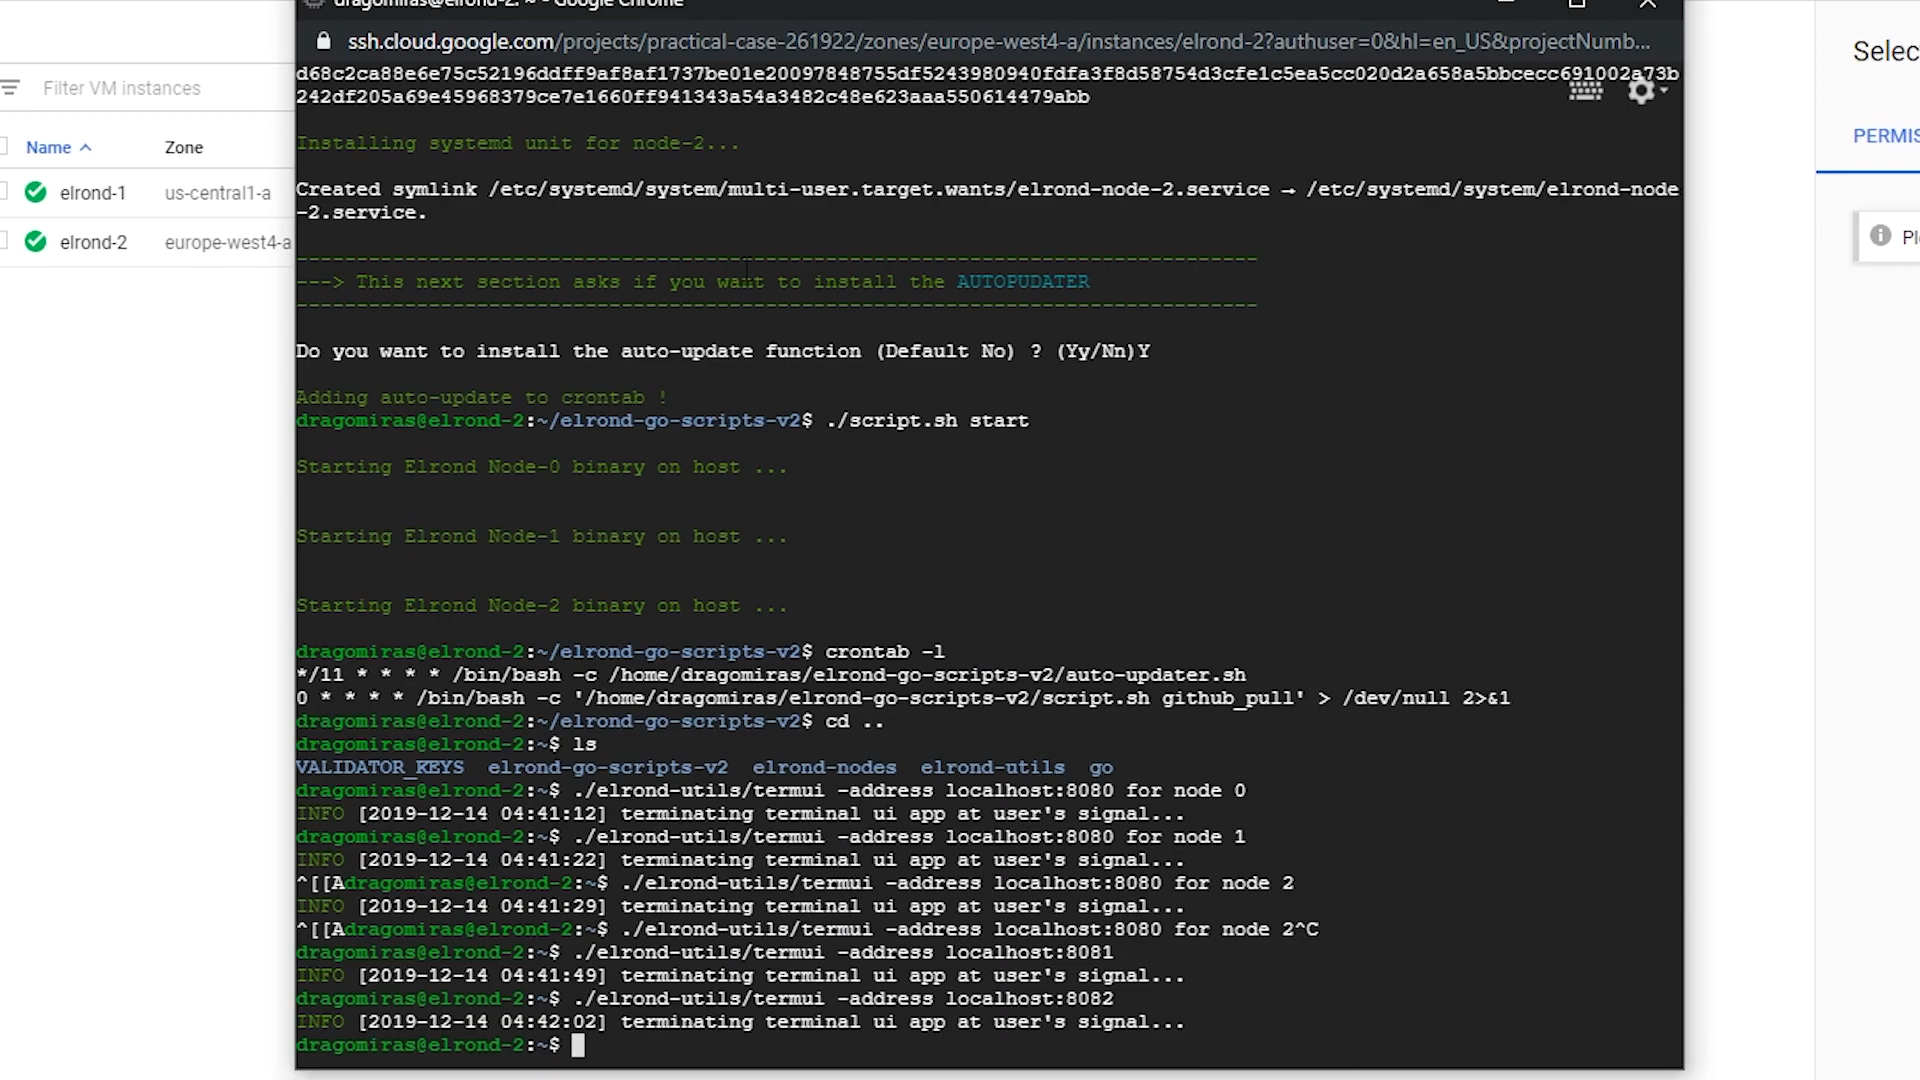 dragomiras@elrond-2: ~ - Google Chrome
ssh.cloud.google.com/projects/practical-case-261922/zones/europe-west4-a/instances/elrond-2?authuser=0&hl=en_US&projectNumb...
Filter VM instances
Name
Zone
elrond-1
us-central1-a
elrond-2
europe-west4-a
d68c2ca88e6e75c52196ddff9af8af1737be01e20097848755df5243980940fdfa3f8d58754d3cfe1c5ea5cc020d2a658a5bbcecc691002a73b
242df205a69e45968379ce7e1660ff941343a54a3482c48e623aaa550614479abb
Installing systemd unit for node-2...
Created symlink /etc/systemd/system/multi-user.target.wants/elrond-node-2.service → /etc/systemd/system/elrond-node
-2.service.
--------------------------------------------------------------------------------
---> This next section asks if you want to install the AUTOPUDATER
--------------------------------------------------------------------------------
Do you want to install the auto-update function (Default No) ? (Yy/Nn)Y
Adding auto-update to crontab !
dragomiras@elrond-2:~/elrond-go-scripts-v2$ ./script.sh start
Starting Elrond Node-0 binary on host ...
Starting Elrond Node-1 binary on host ...
Starting Elrond Node-2 binary on host ...
dragomiras@elrond-2:~/elrond-go-scripts-v2$ crontab -l
*/11 * * * * /bin/bash -c /home/dragomiras/elrond-go-scripts-v2/auto-updater.sh
0 * * * * /bin/bash -c '/home/dragomiras/elrond-go-scripts-v2/script.sh github_pull' > /dev/null 2>&1
dragomiras@elrond-2:~/elrond-go-scripts-v2$ cd ..
dragomiras@elrond-2:~$ ls
VALIDATOR_KEYS  elrond-go-scripts-v2  elrond-nodes  elrond-utils  go
dragomiras@elrond-2:~$ ./elrond-utils/termui -address localhost:8080 for node 0
INFO [2019-12-14 04:41:12] terminating terminal ui app at user's signal...
dragomiras@elrond-2:~$ ./elrond-utils/termui -address localhost:8080 for node 1
INFO [2019-12-14 04:41:22] terminating terminal ui app at user's signal...
^[[Adragomiras@elrond-2:~$ ./elrond-utils/termui -address localhost:8080 for node 2
INFO [2019-12-14 04:41:29] terminating terminal ui app at user's signal...
^[[Adragomiras@elrond-2:~$ ./elrond-utils/termui -address localhost:8080 for node 2^C
dragomiras@elrond-2:~$ ./elrond-utils/termui -address localhost:8081
INFO [2019-12-14 04:41:49] terminating terminal ui app at user's signal...
dragomiras@elrond-2:~$ ./elrond-utils/termui -address localhost:8082
INFO [2019-12-14 04:42:02] terminating terminal ui app at user's signal...
dragomiras@elrond-2:~$
Selec
PERMIS
Pl